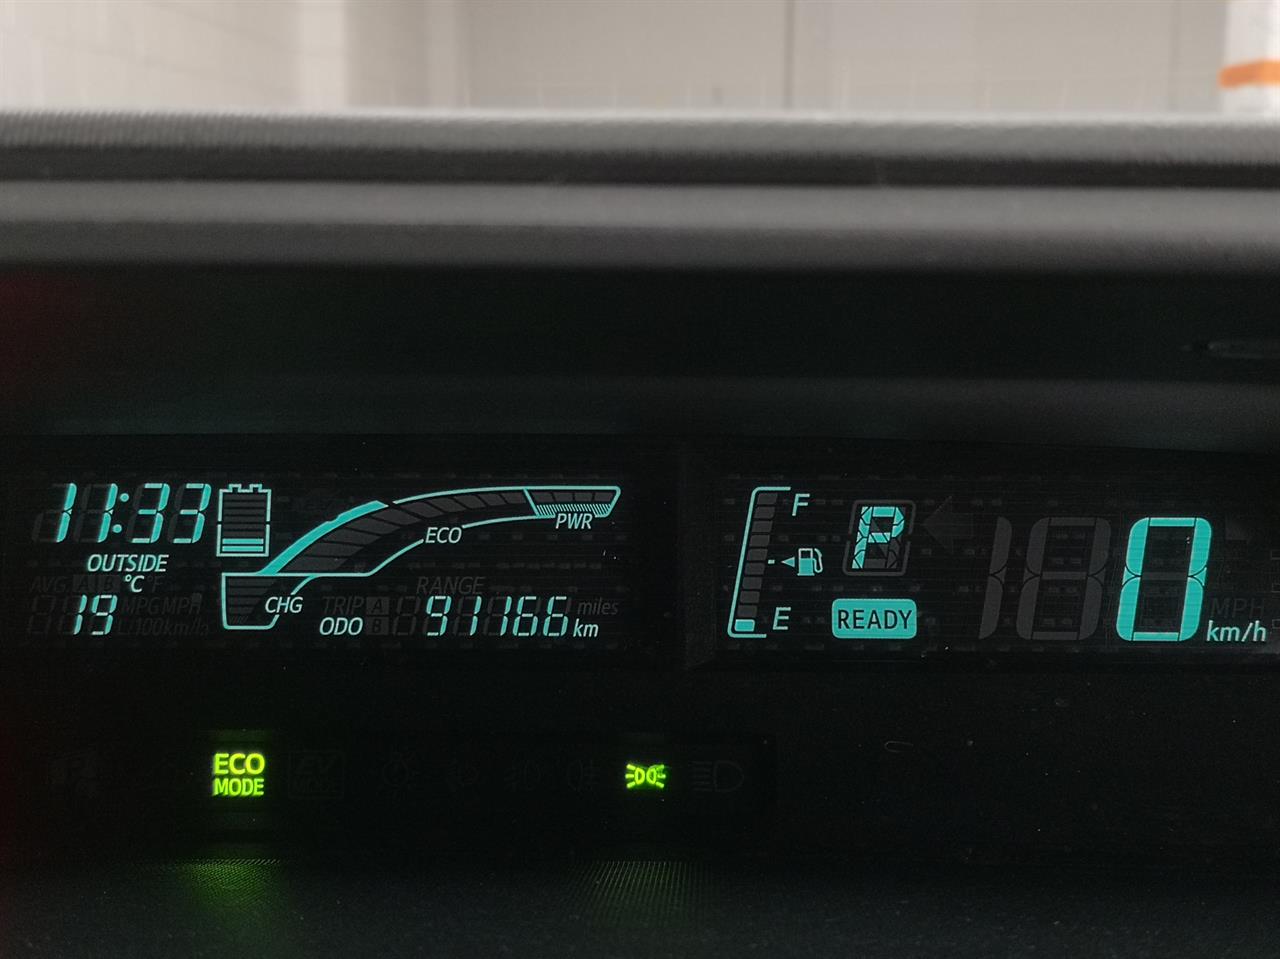 11:33
OUTSIDE
°C
19
ECO
PWR
CHG
RANGE
TRIP A
B
ODO 91166 km
miles
F
E
P
READY
0 km/h
MPH
ECO
MODE